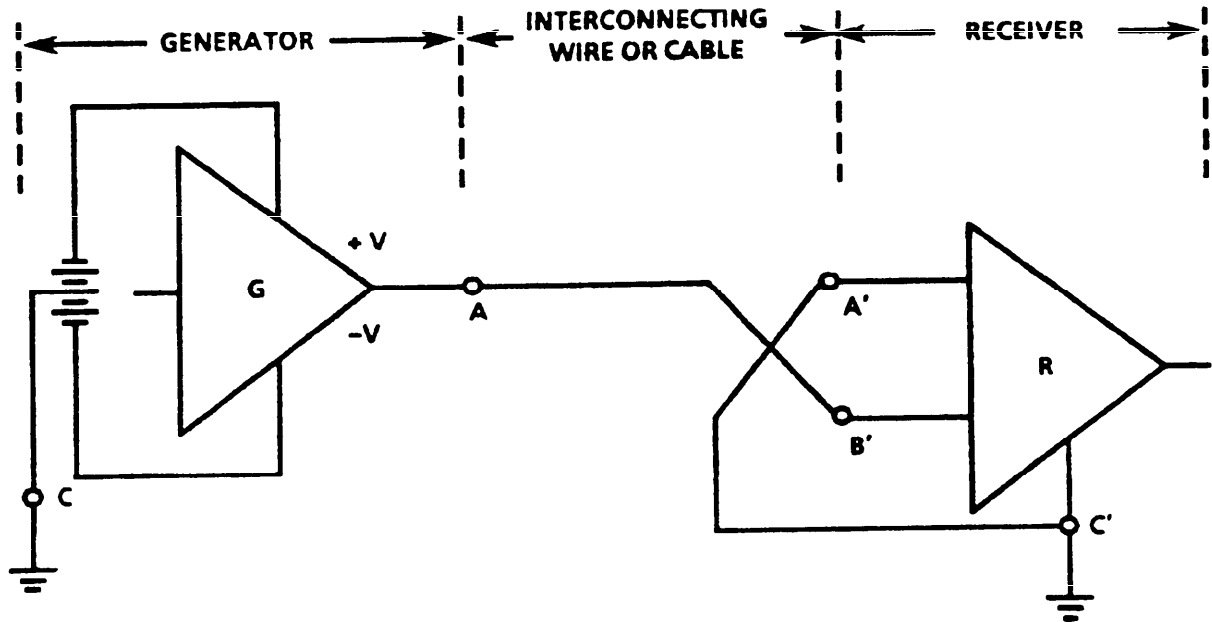 GENERATOR
INTERCONNECTING
WIRE OR CABLE
RECEIVER
+V
G
-V
A
A'
R
B'
C
C'